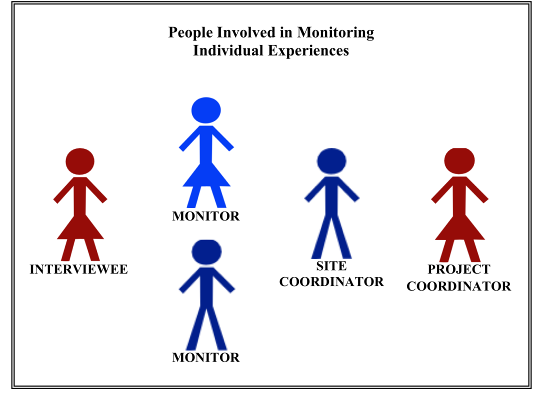 People Involved in Monitoring
Individual Experiences
MONITOR
INTERVIEWEE
SITE
COORDINATOR
PROJECT
COORDINATOR
MONITOR